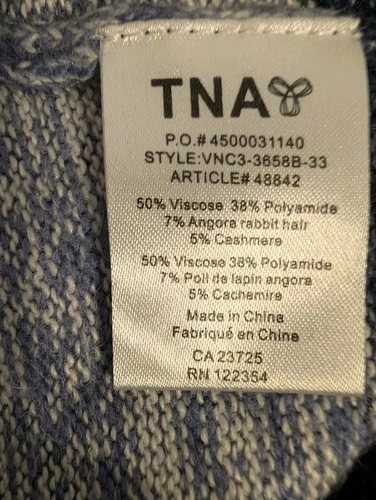 TNA
P.O.# 4500031140
STYLE:VNC3-3658B-33
ARTICLE# 48842
50% Viscose 38% Polyamide
7% Angora rabbit hair
5% Cashmere
50% Viscose 38% Polyamide
7% Poil de lapin angora
5% Cachemire
Made in China
Fabriqué en Chine
CA 23725
RN 122354